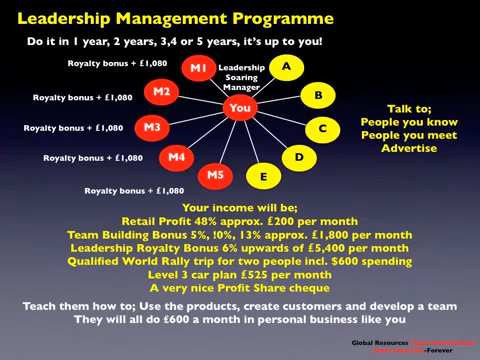 Leadership Management Programme
Do it in 1 year, 2 years, 3,4 or 5 years, it's up to you!
Royalty bonus + £1,080
M1
Leadership
Soaring
Manager
A
Royalty bonus + £1,080
M2
You
B
Royalty bonus + £1,080
M3
C
Talk to;
People you know
People you meet
Advertise
Royalty bonus + £1,080
M4
D
Royalty bonus + £1,080
M5
E
Your income will be;
Retail Profit 48% approx. £200 per month
Team Building Bonus 5%, !0%, 13% approx. £1,800 per month
Leadership Royalty Bonus 6% upwards of £5,400 per month
Qualified World Rally trip for two people incl. $600 spending
Level 3 car plan £525 per month
A very nice Profit Share cheque
Teach them how to; Use the products, create customers and develop a team
They will all do £600 a month in personal business like you
Global Resources
-Forever